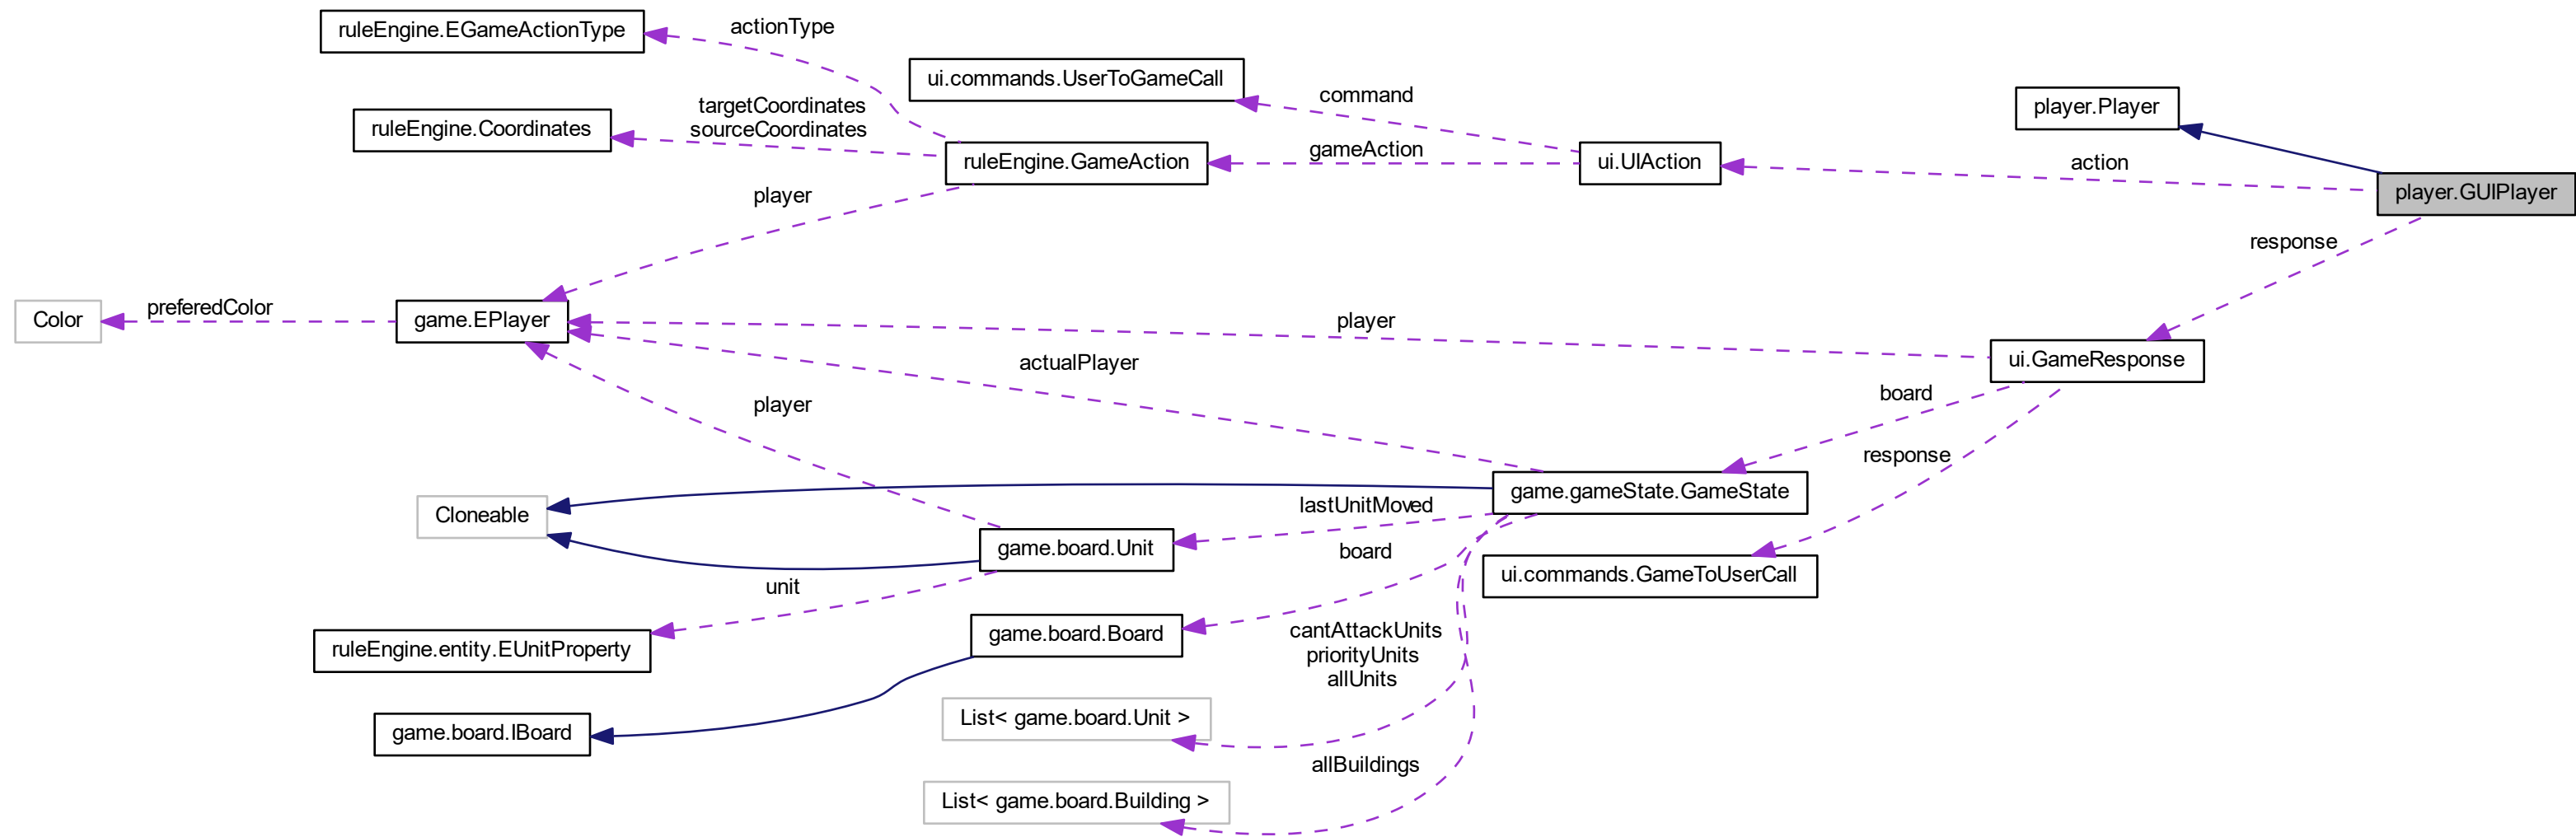 ruleEngine.EGameActionType
actionType
ui.commands.UserToGameCall
command
player.Player
targetCoordinates
sourceCoordinates
ruleEngine.Coordinates
ruleEngine.GameAction
gameAction
ui.UIAction
action
player.GUIPlayer
player
response
Color
preferedColor
game.EPlayer
player
actualPlayer
ui.GameResponse
player
board
response
Cloneable
game.gameState.GameState
lastUnitMoved
game.board.Unit
board
unit
ui.commands.GameToUserCall
ruleEngine.entity.EUnitProperty
game.board.Board
cantAttackUnits
priorityUnits
allUnits
game.board.IBoard
List< game.board.Unit >
allBuildings
List< game.board.Building >